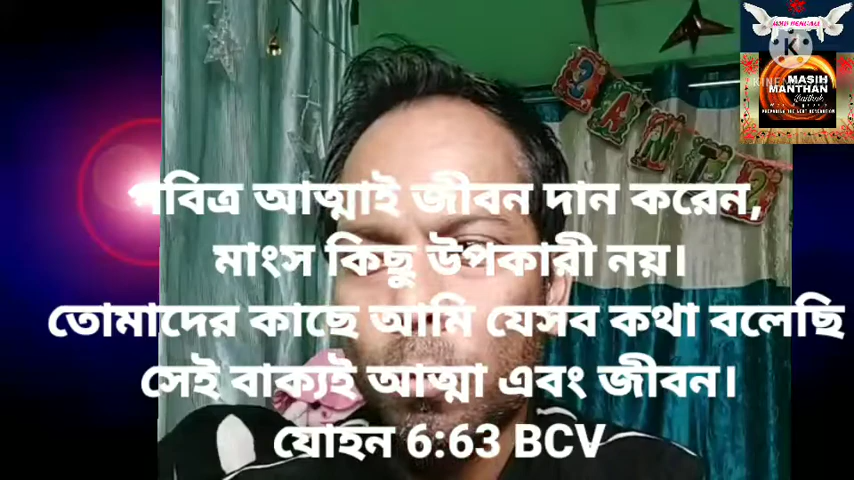 পবিত্র আত্মাই জীবন দান করেন,
মাংস কিছু উপকারী নয়।
তোমাদের কাছে আমি যেসব কথা বলেছি
সেই বাক্যই আত্মা এবং জীবন।
যোহন 6:63 BCV
K
KINE
MASIH
MANTHAN